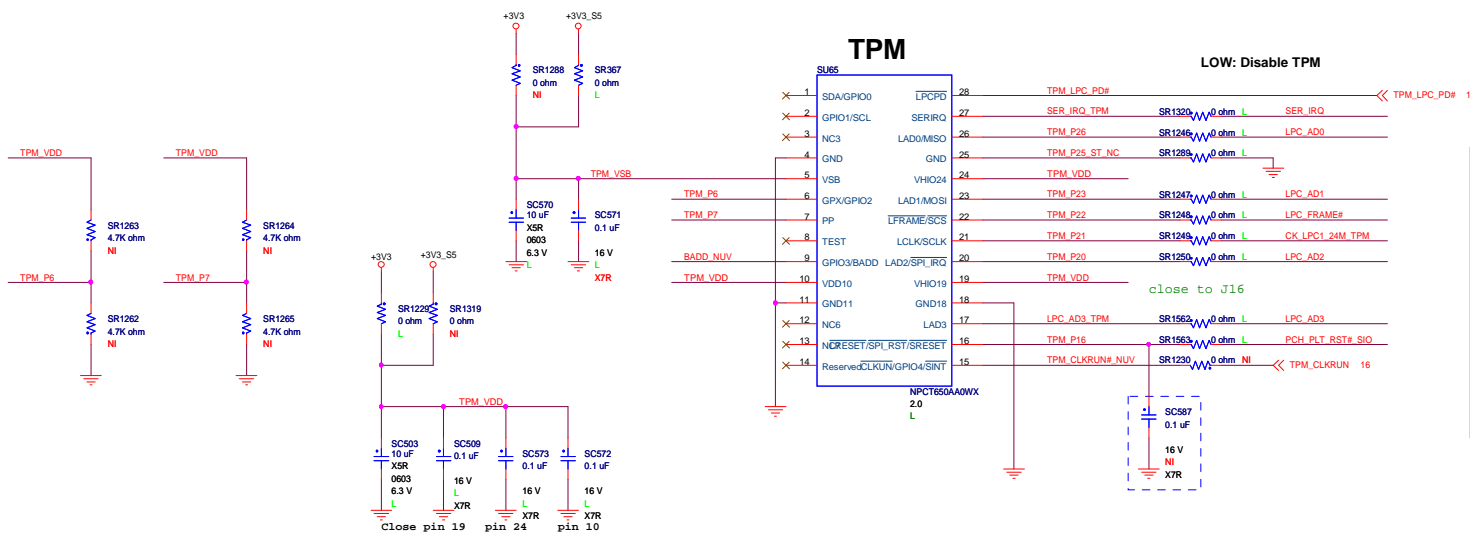 TPM
LOW: Disable TPM
TPM_VDD
SR1263
4.7K ohm
NI
TPM_P6
SR1262
4.7K ohm
NI
TPM_VDD
SR1264
4.7K ohm
NI
TPM_P7
SR1265
4.7K ohm
NI
+3V3
+3V3_S5
SR1288
0 ohm
NI
SR367
0 ohm
L
TPM_VSB
SC570
10 uF
X5R
0603
6.3 V
L
SC571
0.1 uF
16 V
L
X7R
+3V3
+3V3_S5
SR1229
0 ohm
L
SR1319
0 ohm
NI
TPM_VDD
SC503
10 uF
X5R
0603
6.3 V
L
SC509
0.1 uF
16 V
L
X7R
SC573
0.1 uF
16 V
L
X7R
SC572
0.1 uF
16 V
L
X7R
Close pin 19
pin 24
pin 10
TPM_P6
TPM_P7
BADD_NUV
TPM_VDD
SU65
1 SDA/GPIO0
2 GPIO1/SCL
3 NC3
4 GND
5 VSB
6 GPX/GPIO2
7 PP
8 TEST
9 GPIO3/BADD
10 VDD10
11 GND11
12 NC6
13
14 Reserved
LPCPD 28 TPM_LPC_PD# TPM_LPC_PD# 1
SERIRQ 27 SER_IRQ_TPM SR1320 0 ohm L SER_IRQ
LAD0/MISO 26 TPM_P26 SR1246 0 ohm L LPC_AD0
GND 25 TPM_P25_ST_NC SR1289 0 ohm L
VHIO24 24 TPM_VDD
LAD1/MOSI 23 TPM_P23 SR1247 0 ohm L LPC_AD1
LFRAME/SCS 22 TPM_P22 SR1248 0 ohm L LPC_FRAME#
LCLK/SCLK 21 TPM_P21 SR1249 0 ohm L CK_LPC1_24M_TPM
LAD2/SPI_IRQ 20 TPM_P20 SR1250 0 ohm L LPC_AD2
VHIO19 19 TPM_VDD
close to J16
GND18 18
LAD3 17 LPC_AD3_TPM SR1562 0 ohm L LPC_AD3
RESET/SPI_RST/SRESET 16 TPM_P16 SR1563 0 ohm L PCH_PLT_RST#_SIO
CLKUN/GPIO4/SINT 15 TPM_CLKRUN#_NUV SR1230 0 ohm NI TPM_CLKRUN 16
NPCT650AA0WX
2.0
L
SC587
0.1 uF
16 V
NI
X7R